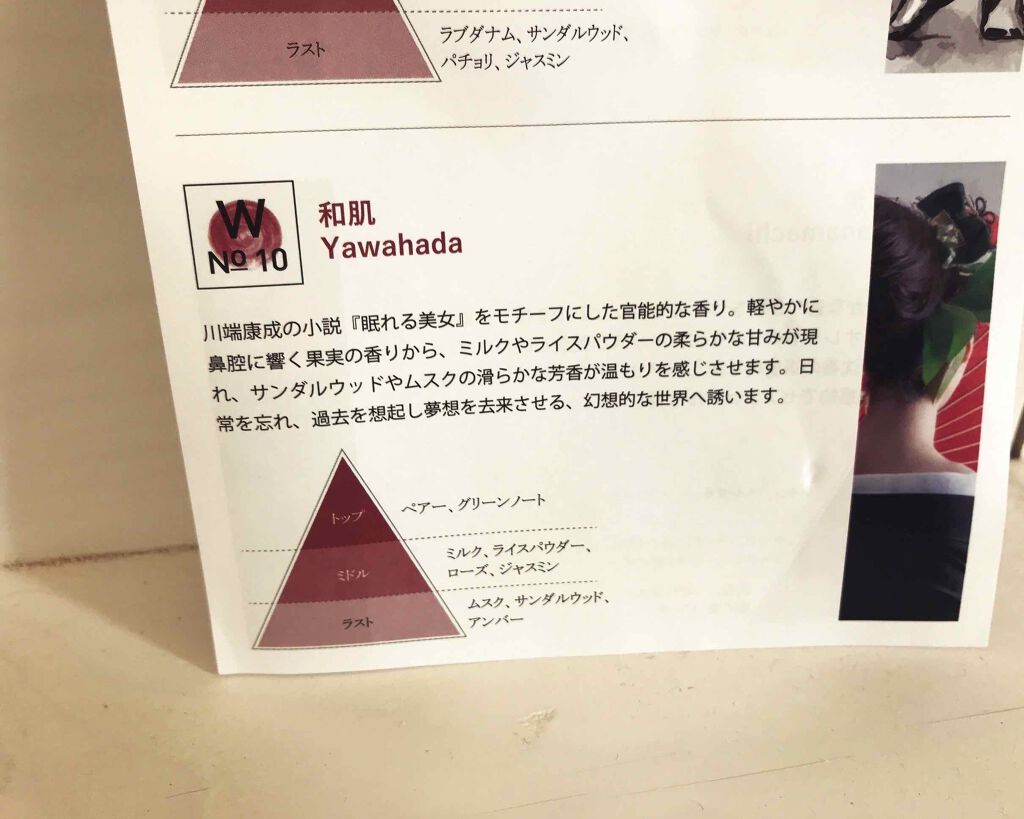 ラスト
ラブダナム、サンダルウッド、
パチョリ、ジャスミン
W
No 10
和肌
Yawahada
川端康成の小説『眠れる美女』をモチーフにした官能的な香り。軽やかに
鼻腔に響く果実の香りから、ミルクやライスパウダーの柔らかな甘みが現
れ、サンダルウッドやムスクの滑らかな芳香が温もりを感じさせます。日
常を忘れ、過去を想起し夢想を去来させる、幻想的な世界へ誘います。
トップ
ペアー、グリーンノート
ミドル
ミルク、ライスパウダー、
ローズ、ジャスミン
ラスト
ムスク、サンダルウッド、
アンバー